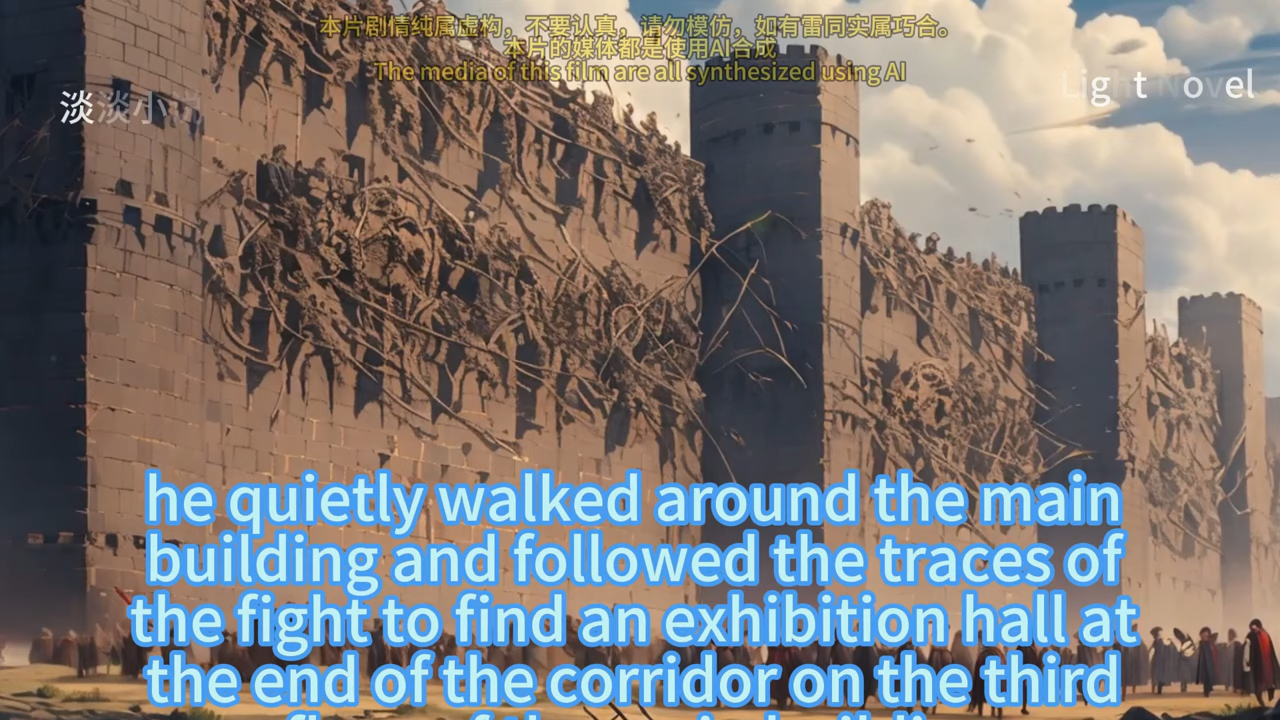 本片剧情纯属虚构，不要认真，请勿模仿，如有雷同实属巧合。
本片的媒体都是使用AI合成
The media of this film are all synthesized using AI
淡淡小说
Light Novel
he quietly walked around the main
building and followed the traces of
the fight to find an exhibition hall at
the end of the corridor on the third